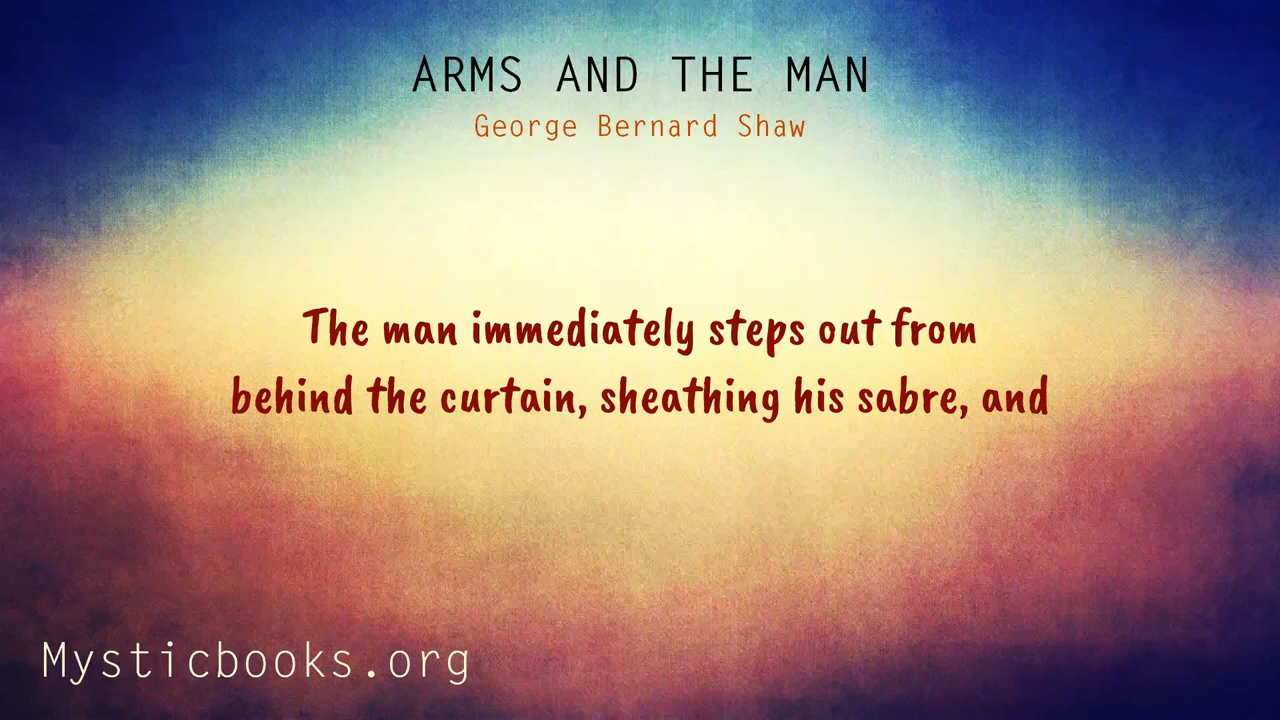 ARMS AND THE MAN
George Bernard Shaw
The man immediately steps out from
behind the curtain, sheathing his sabre, and
Mysticbooks.org